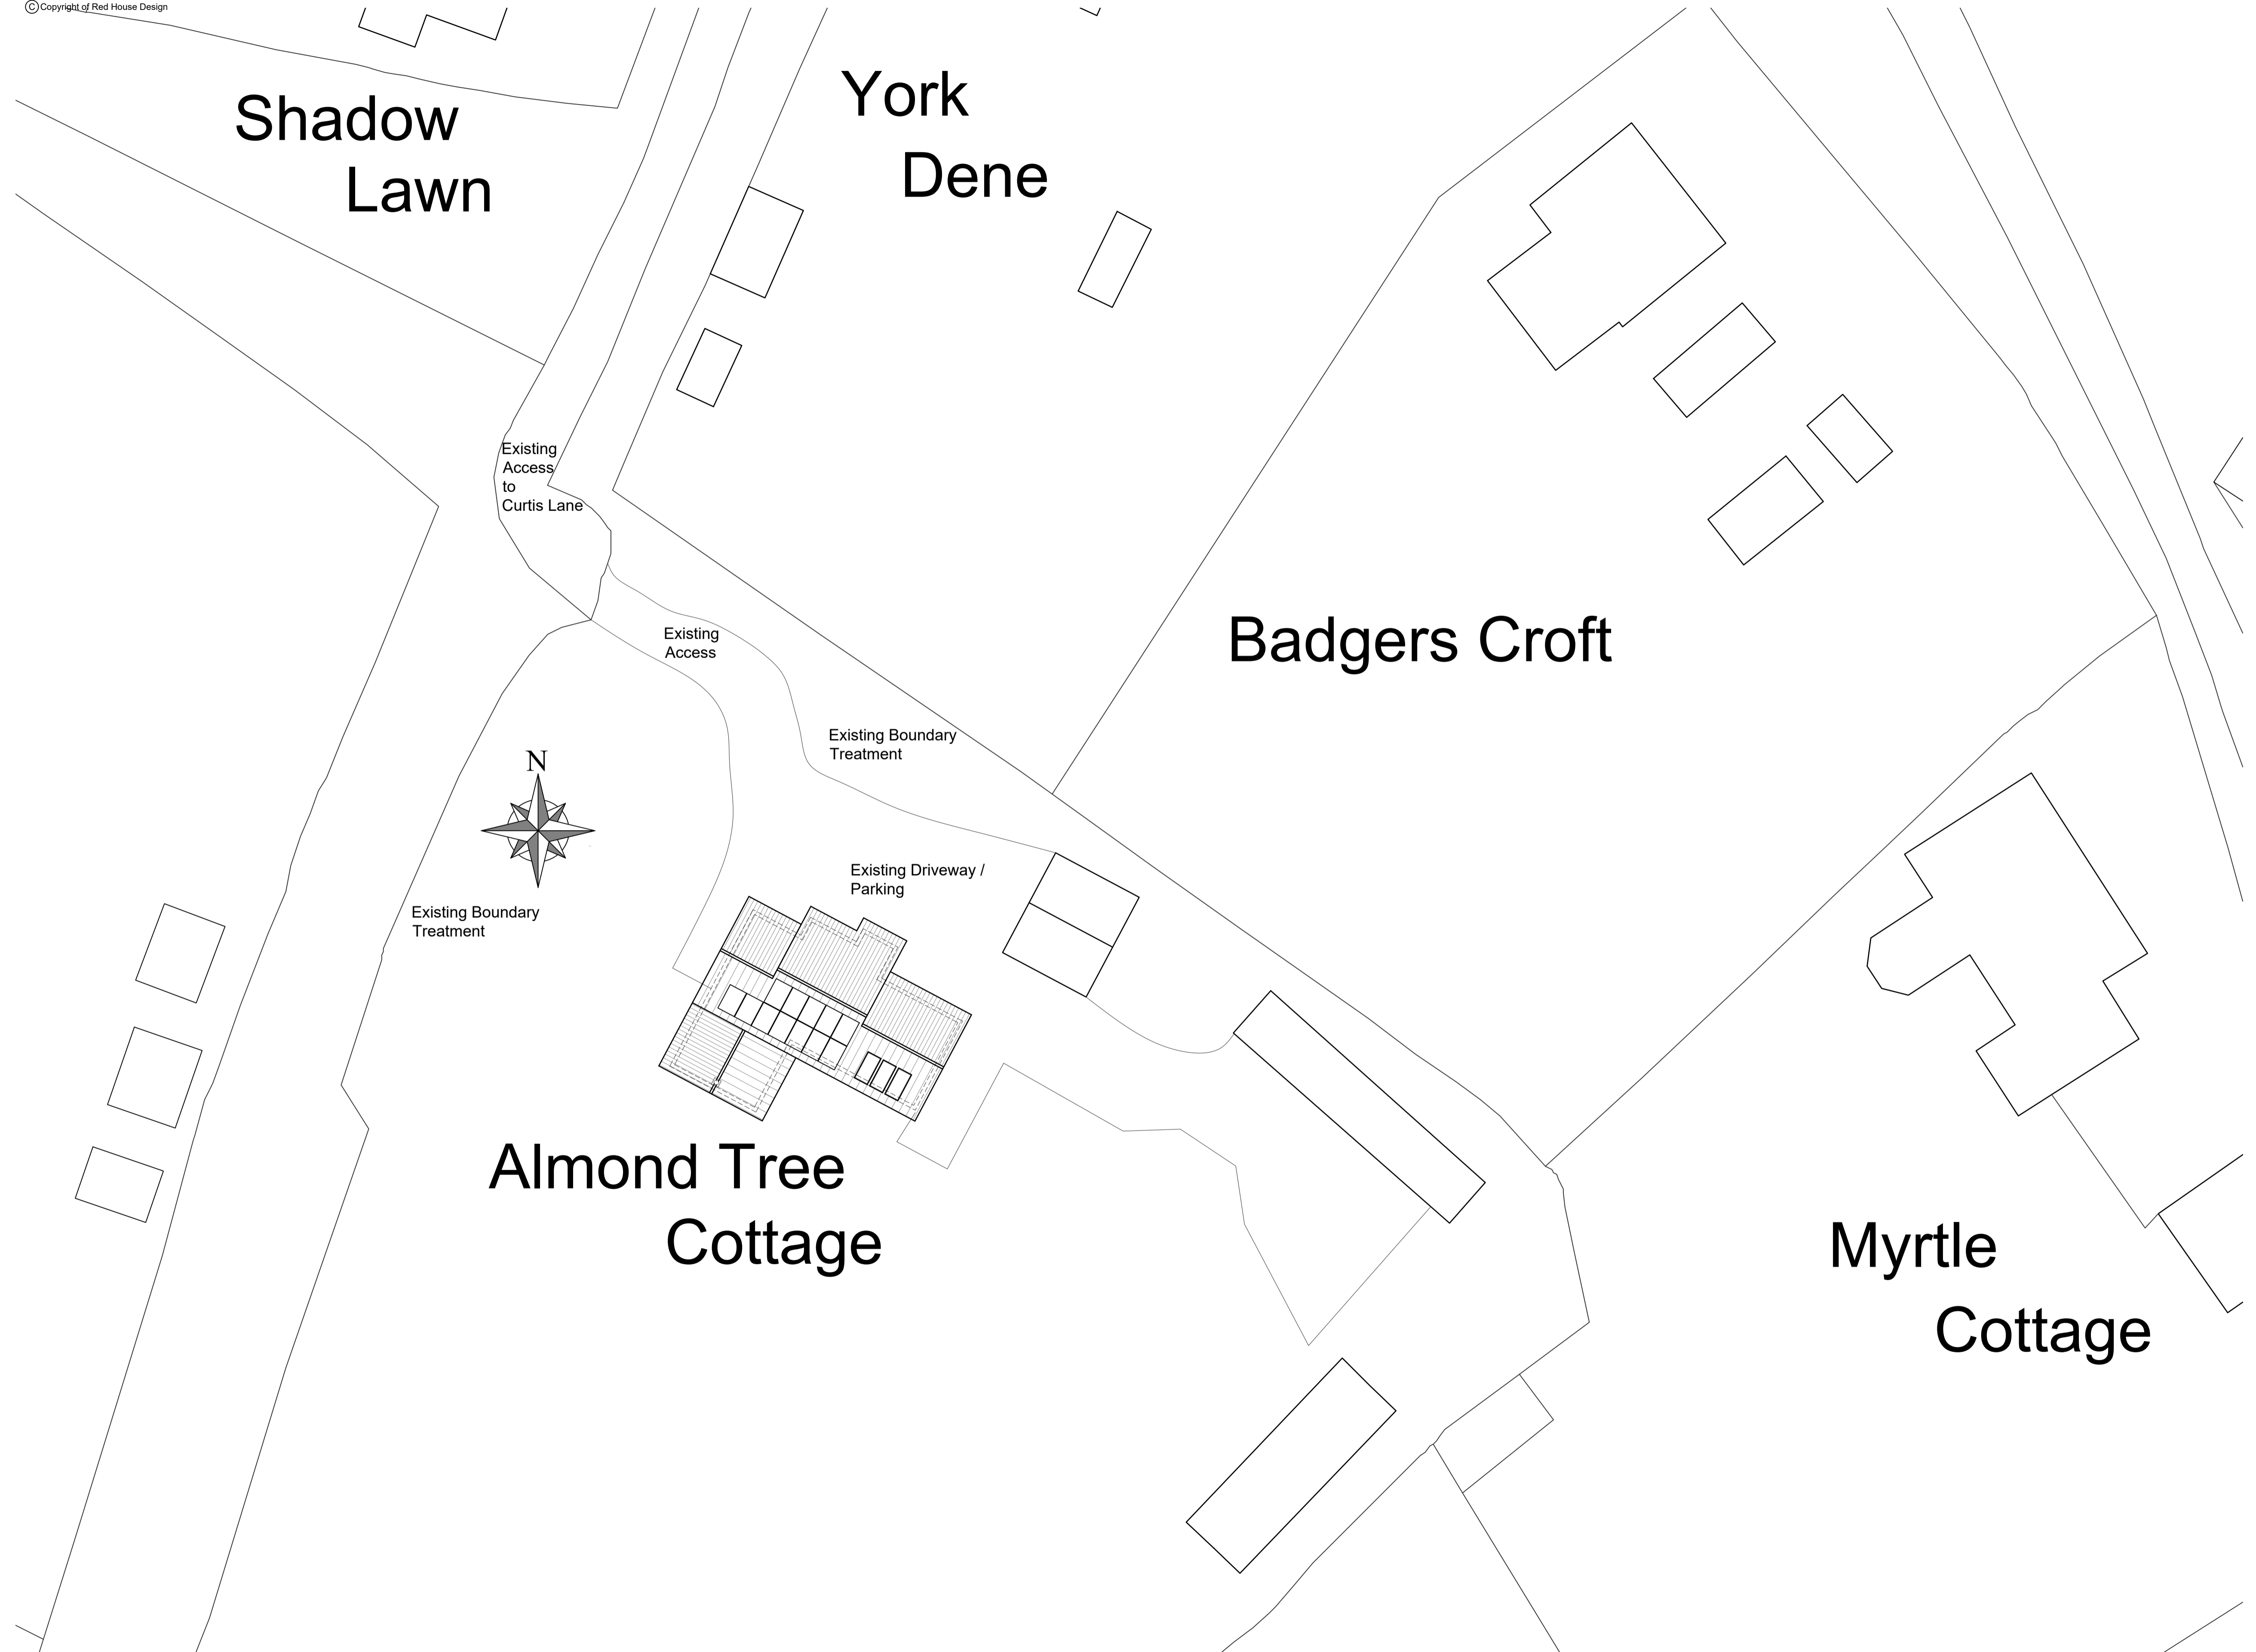 © Copyright of Red House Design
Shadow
Lawn
York
Dene
Existing
Access
to
Curtis Lane
Existing
Access
Badgers Croft
Existing Boundary
Treatment
N
Existing Driveway /
Parking
Existing Boundary
Treatment
Almond Tree
Cottage
Myrtle
Cottage